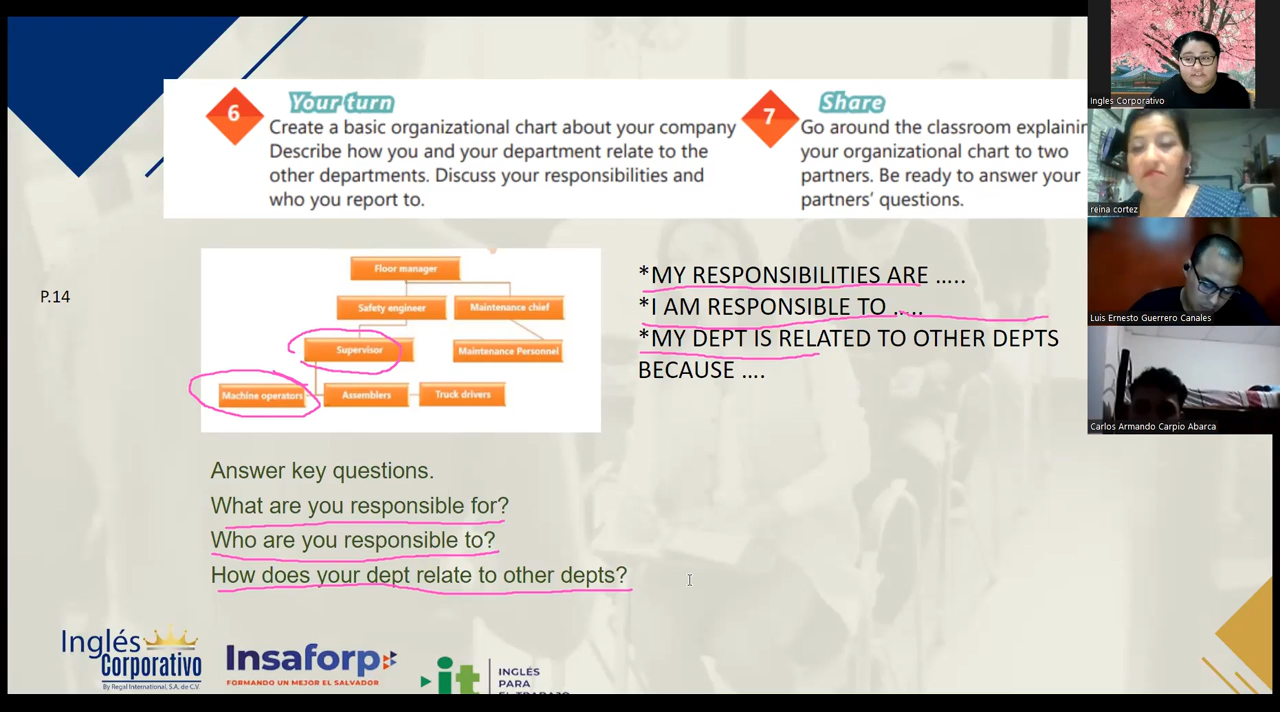 6
Your turn
Create a basic organizational chart about your company
Describe how you and your department relate to the
other departments. Discuss your responsibilities and
who you report to.
7
Share
Go around the classroom explainin
your organizational chart to two
partners. Be ready to answer your
partners' questions.
P.14
Floor manager
Safety engineer
Maintenance chief
Supervisor
Maintenance Personnel
Machine operators
Assemblers
Truck drivers
*MY RESPONSIBILITIES ARE .....
*I AM RESPONSIBLE TO .....
*MY DEPT IS RELATED TO OTHER DEPTS
BECAUSE ....
Answer key questions.
What are you responsible for?
Who are you responsible to?
How does your dept relate to other depts?
Inglés
Corporativo
By Regal International, S.A. de C.V.
Insaforp
FORMANDO UN MEJOR EL SALVADOR
it
INGLÉS
PARA
EL TRABAJO
Ingles Corporativo
reina cortez
Luis Ernesto Guerrero Canales
Carlos Armando Carpio Abarca